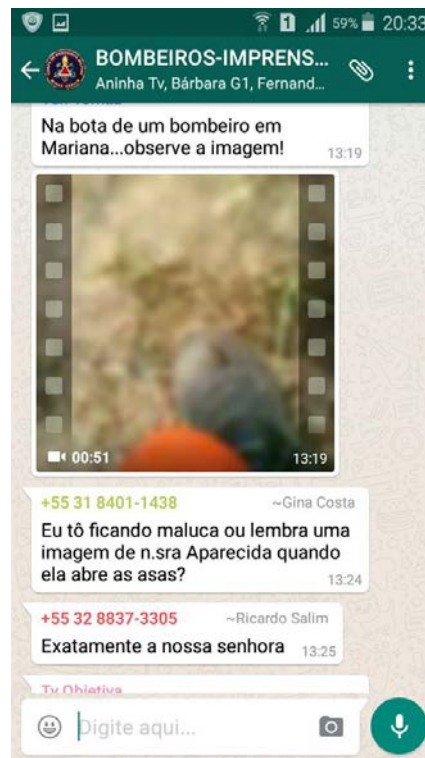 1 59% 20:33
BOMBEIROS-IMPRENS...
Aninha Tv, Bárbara G1, Fernand...
Na bota de um bombeiro em
Mariana...observe a imagem! 13:19
00:51 13:19
+55 31 8401-1438 ~Gina Costa
Eu tô ficando maluca ou lembra uma
imagem de n.sra Aparecida quando
ela abre as asas? 13:24
+55 32 8837-3305 ~Ricardo Salim
Exatamente a nossa senhora 13:25
Tv Objetiva
Digite aqui...